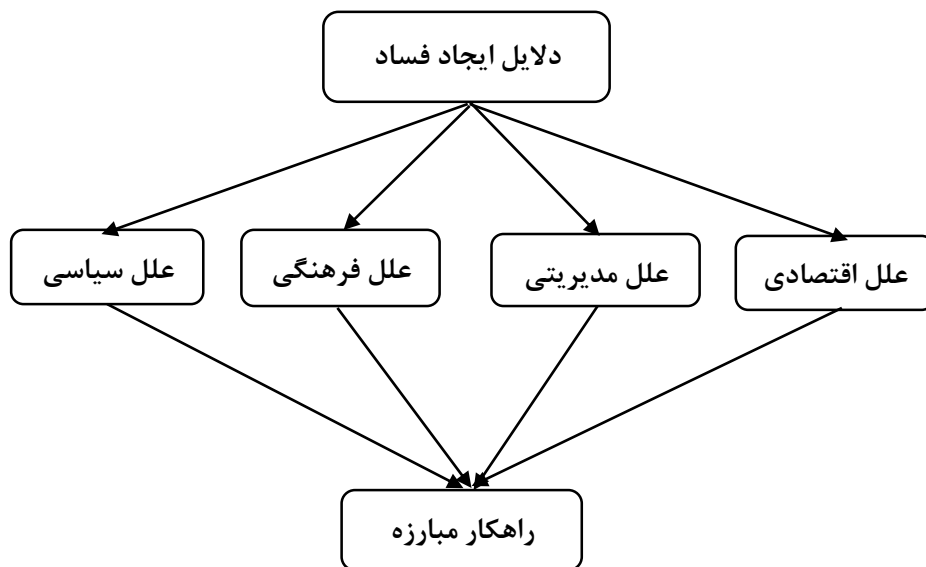 دلایل ایجاد فساد
علل اقتصادی
علل مدیریتی
علل فرهنگی
علل سیاسی
راهکار مبارزه